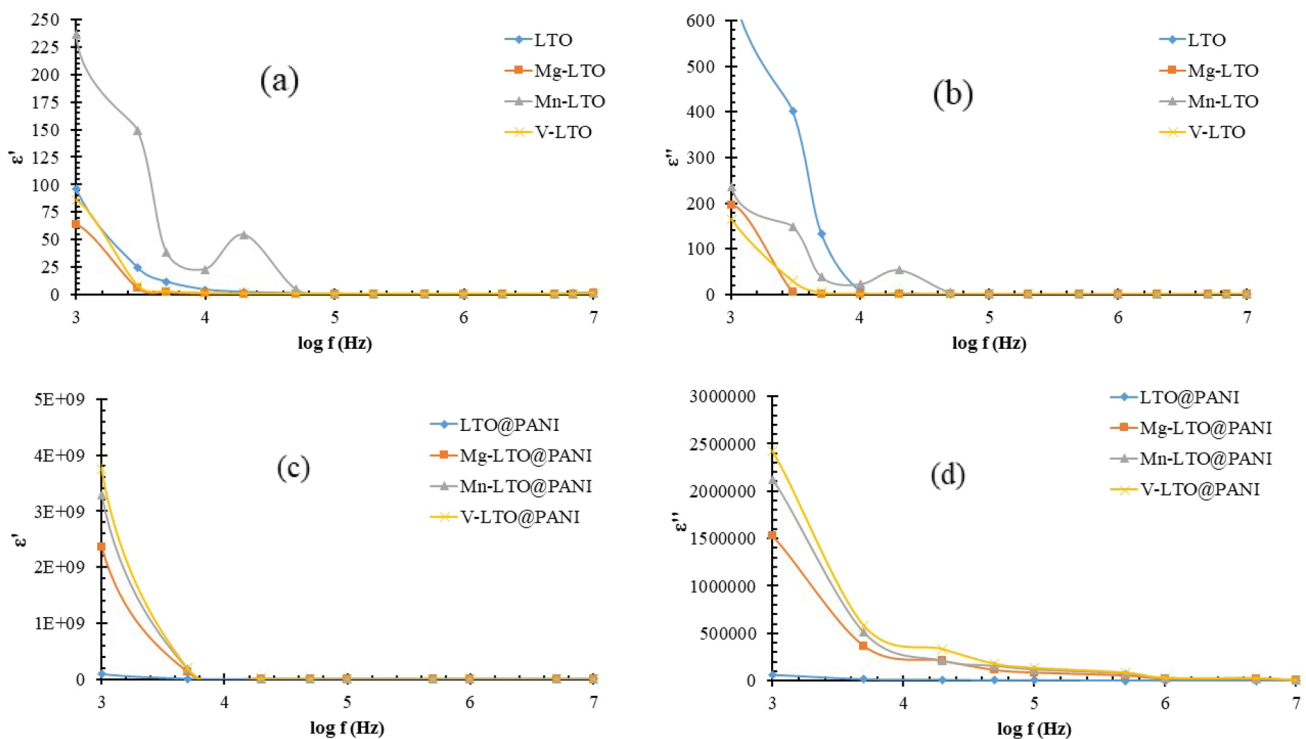 250
225
200
175
150
125
100
75
50
25
0
ε'
3 4 5 6 7
log f (Hz)
(a)
LTO
Mg-LTO
Mn-LTO
V-LTO
600
500
400
300
200
100
0
ε''
3 4 5 6 7
log f (Hz)
(b)
LTO
Mg-LTO
Mn-LTO
V-LTO
5E+09
4E+09
3E+09
2E+09
1E+09
0
ε'
3 4 5 6 7
log f (Hz)
(c)
LTO@PANI
Mg-LTO@PANI
Mn-LTO@PANI
V-LTO@PANI
3000000
2500000
2000000
1500000
1000000
500000
0
ε''
3 4 5 6 7
log f (Hz)
(d)
LTO@PANI
Mg-LTO@PANI
Mn-LTO@PANI
V-LTO@PANI